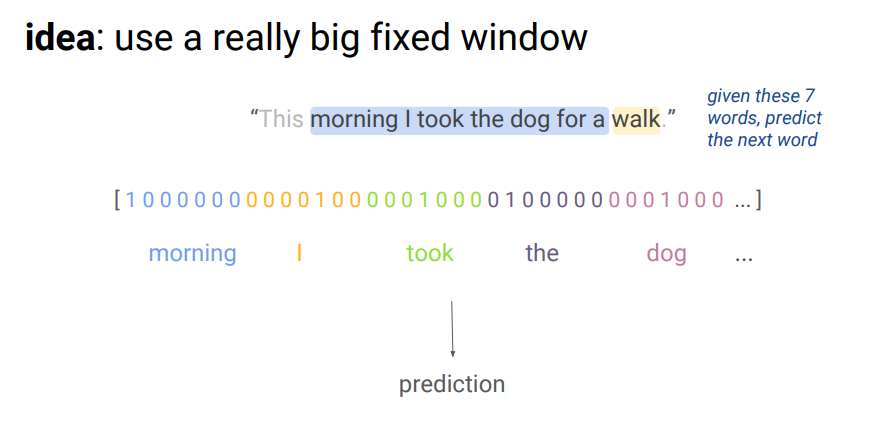 idea: use a really big fixed window
“This morning I took the dog for a walk.”
given these 7
words, predict
the next word
[ 1 0 0 0 0 0 0 0 0 0 0 1 0 0 0 0 0 1 0 0 0 0 1 0 0 0 0 0 0 0 0 1 0 0 0 ... ]
morning I took the dog ...
prediction